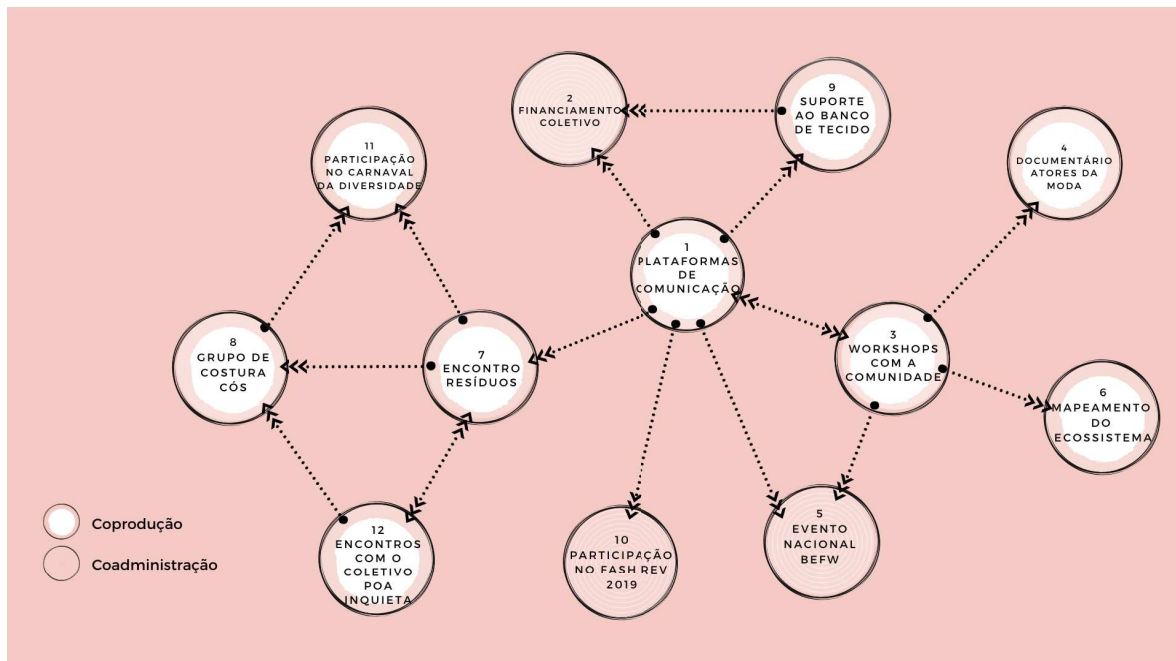 2
FINANCIAMENTO
COLETIVO
9
SUPORTE
AO BANCO
DE TECIDO
11
PARTICIPAÇÃO
NO CARNAVAL
DA DIVERSIDADE
4
DOCUMENTÁRIO
ATORES DA
MODA
1
PLATAFORMAS
DE
COMUNICAÇÃO
8
GRUPO DE
COSTURA
CÓS
7
ENCONTRO
RESÍDUOS
3
WORKSHOPS
COM A
COMUNIDADE
6
MAPEAMENTO
DO
ECOSSISTEMA
12
ENCONTROS
COM O
COLETIVO
POA
INQUIETA
10
PARTICIPAÇÃO
NO FASH REV
2019
5
EVENTO
NACIONAL
BEFW
Coprodução
Coadministração